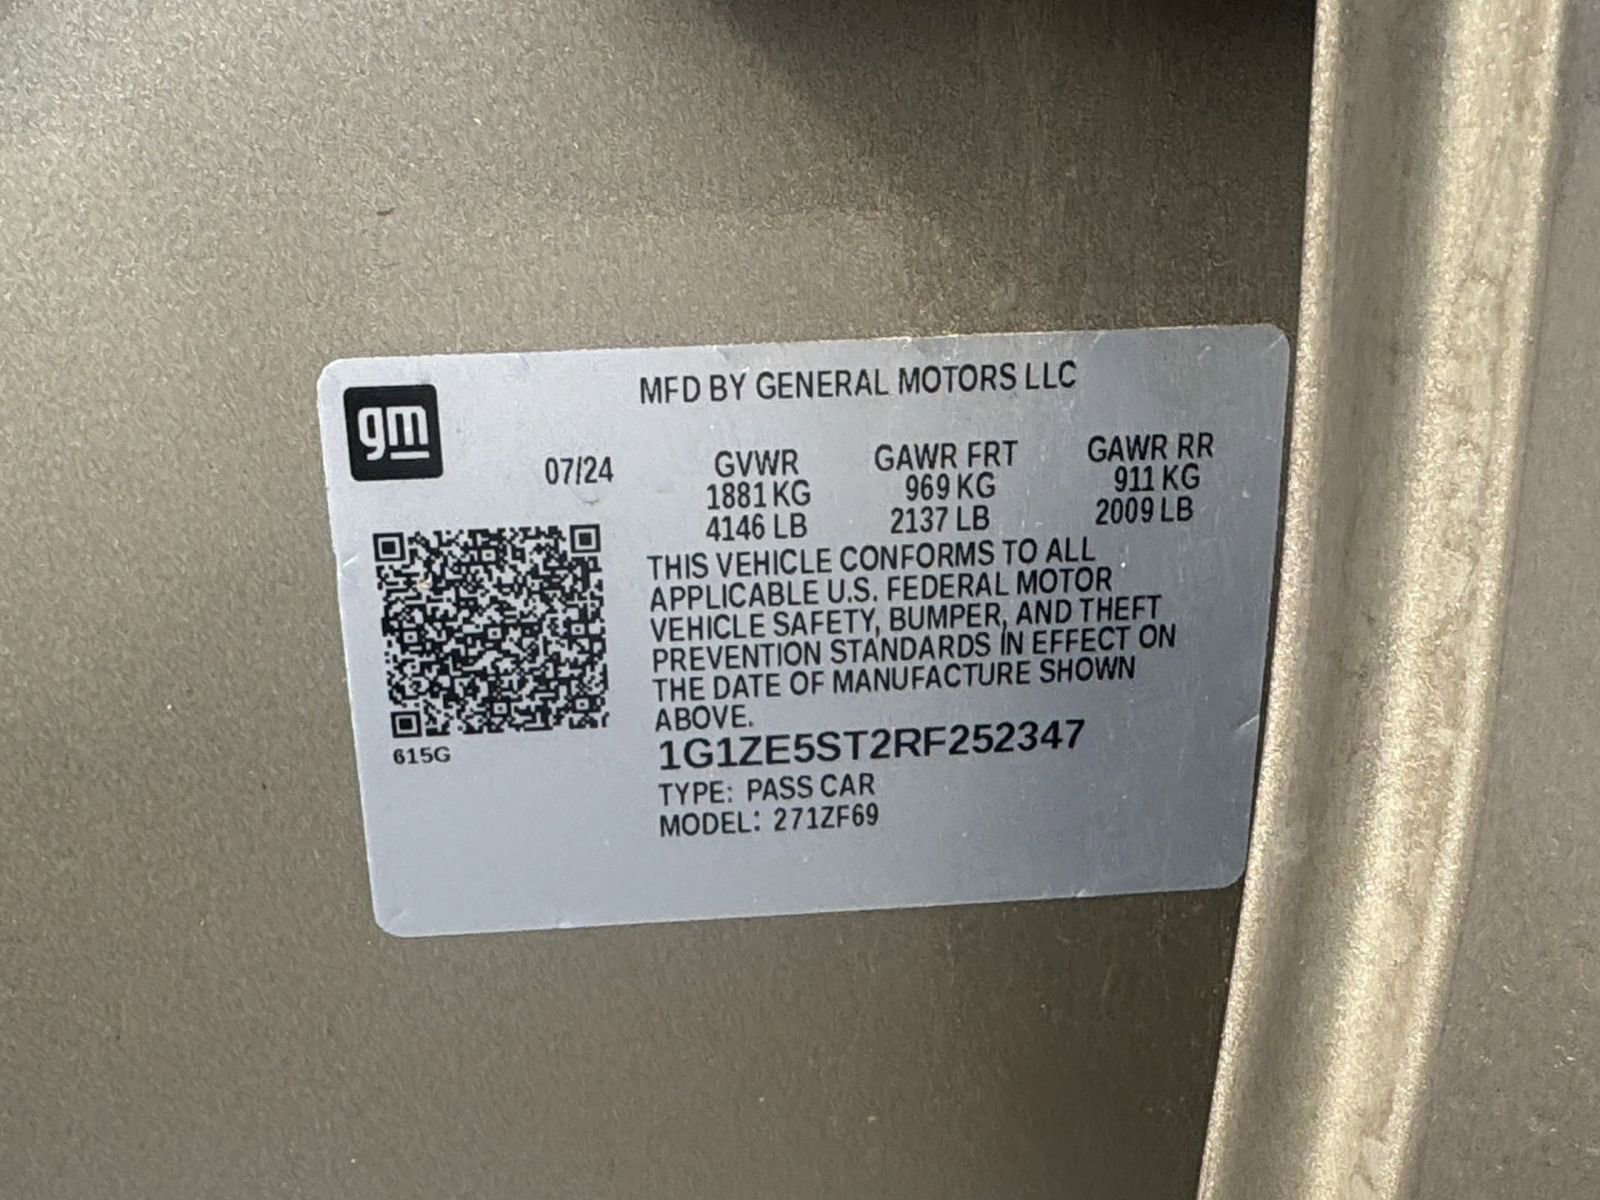 MFD BY GENERAL MOTORS LLC
gm
07/24 GVWR GAWR FRT GAWR RR
1881 KG 969 KG 911 KG
4146 LB 2137 LB 2009 LB
THIS VEHICLE CONFORMS TO ALL
APPLICABLE U.S. FEDERAL MOTOR
VEHICLE SAFETY, BUMPER, AND THEFT
PREVENTION STANDARDS IN EFFECT ON
THE DATE OF MANUFACTURE SHOWN
ABOVE.
615G
1G1ZE5ST2RF252347
TYPE: PASS CAR
MODEL: 271ZF69